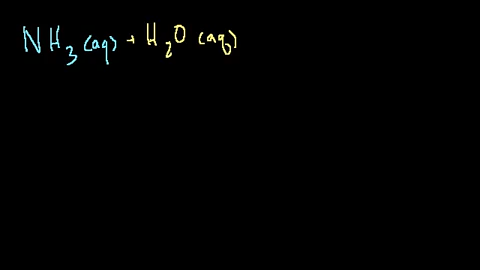 NH₃ (aq) + H₂O (aq)